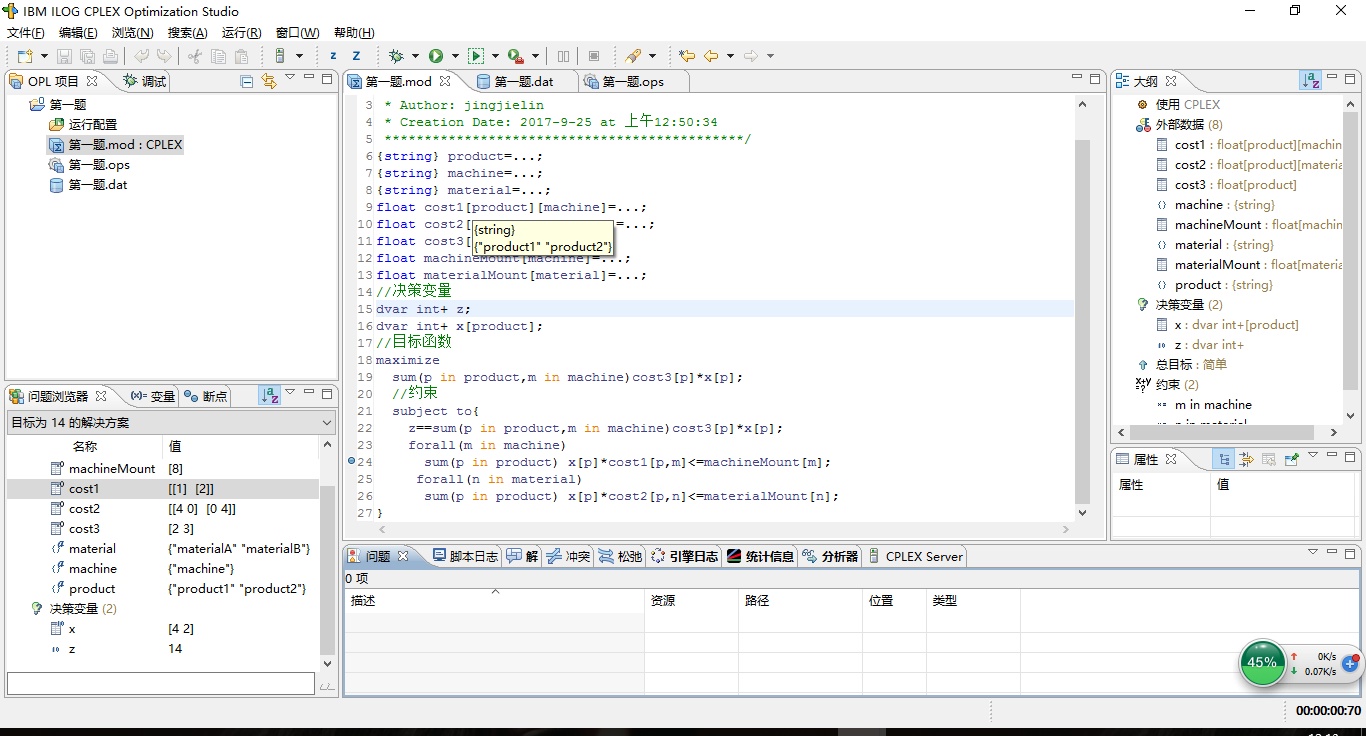 IBM ILOG CPLEX Optimization Studio
文件(F) 编辑(E) 浏览(N) 搜索(A) 运行(R) 窗口(W) 帮助(H)
OPL 项目 调试
第一题
运行配置
第一题.mod : CPLEX
第一题.ops
第一题.dat
第一题.mod 第一题.dat 第一题.ops
3 * Author: jingjielin
4 * Creation Date: 2017-9-25 at 上午12:50:34
5 *********************************************/
6 {string} product=...;
7 {string} machine=...;
8 {string} material=...;
9 float cost1[product][machine]=...;
10 float cost2[ =...;
11 float cost3[
{string}
{"product1" "product2"}
12 float machineMount[machine]=...;
13 float materialMount[material]=...;
14 //决策变量
15 dvar int+ z;
16 dvar int+ x[product];
17 //目标函数
18 maximize
19 sum(p in product,m in machine)cost3[p]*x[p];
20 //约束
21 subject to{
22 z==sum(p in product,m in machine)cost3[p]*x[p];
23 forall(m in machine)
24 sum(p in product) x[p]*cost1[p,m]<=machineMount[m];
25 forall(n in material)
26 sum(p in product) x[p]*cost2[p,n]<=materialMount[n];
27 }
大纲
使用 CPLEX
外部数据 (8)
cost1 : float[product][machin
cost2 : float[product][materia
cost3 : float[product]
machine : {string}
machineMount : float[machin
material : {string}
materialMount : float[materia
product : {string}
决策变量 (2)
x : dvar int+[product]
z : dvar int+
总目标 : 简单
约束 (2)
m in machine
n in material
属性
属性 值
问题浏览器 (x)= 变量 断点
目标为 14 的解决方案
名称 值
machineMount [8]
cost1 [[1] [2]]
cost2 [[4 0] [0 4]]
cost3 [2 3]
material {"materialA" "materialB"}
machine {"machine"}
product {"product1" "product2"}
决策变量 (2)
x [4 2]
z 14
问题 脚本日志 解 冲突 松弛 引擎日志 统计信息 分析器 CPLEX Server
0 项
描述 资源 路径 位置 类型
45% 0K/s
0.07K/s
00:00:00:70